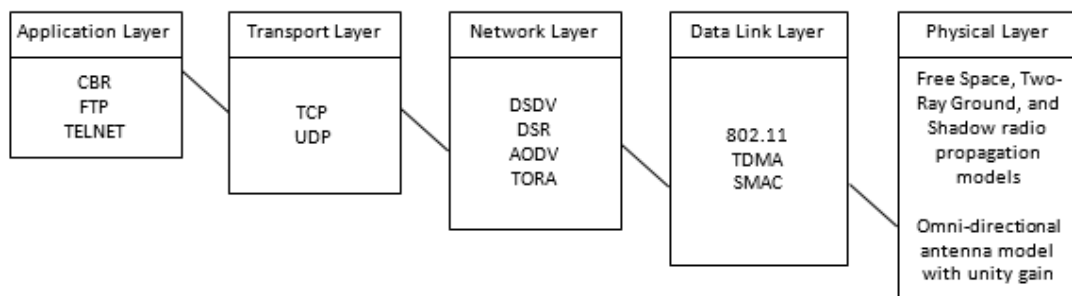 Application Layer
CBR
FTP
TELNET
Transport Layer
TCP
UDP
Network Layer
DSDV
DSR
AODV
TORA
Data Link Layer
802.11
TDMA
SMAC
Physical Layer
Free Space, Two-
Ray Ground, and
Shadow radio
propagation
models
Omni-directional
antenna model
with unity gain